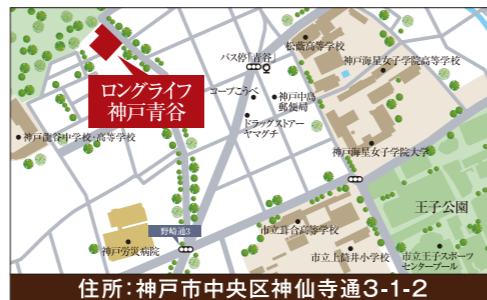 バス停「青谷」
松蔭高等学校
神戸海星女子学院高等学校
ロングライフ
神戸青谷
コープこうべ
神戸中島
郵便局
ドラッグストアー
ヤマグチ
神戸龍谷中学校・高等学校
神戸海星女子学院大学
王子公園
野崎通3
神戸労災病院
市立葺合高等学校
市立上筒井小学校
市立王子スポーツ
センタープール
住所:神戸市中央区神仙寺通3-1-2